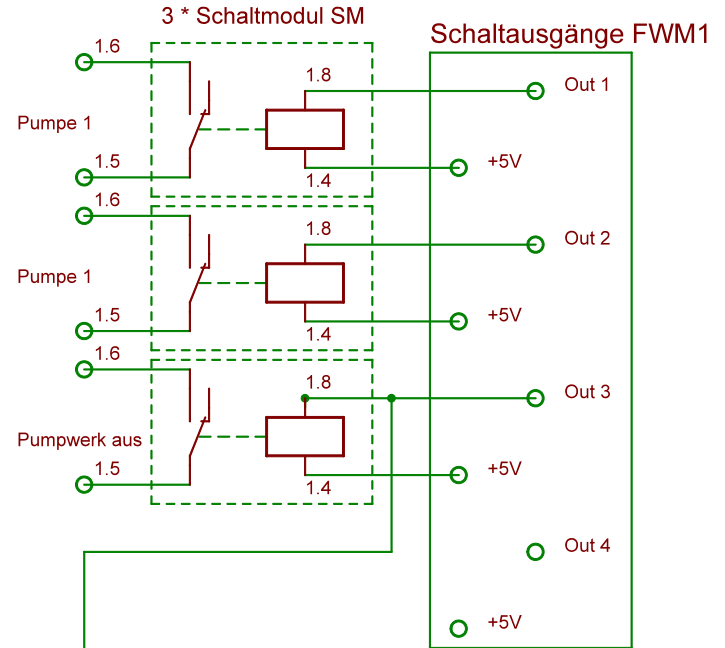 3 * Schaltmodul SM
Schaltausgänge FWM1
1.6
1.8
Out 1
Pumpe 1
1.5
1.4
+5V
1.6
1.8
Out 2
Pumpe 1
1.5
1.4
+5V
1.6
1.8
Out 3
Pumpwerk aus
1.5
1.4
+5V
Out 4
+5V